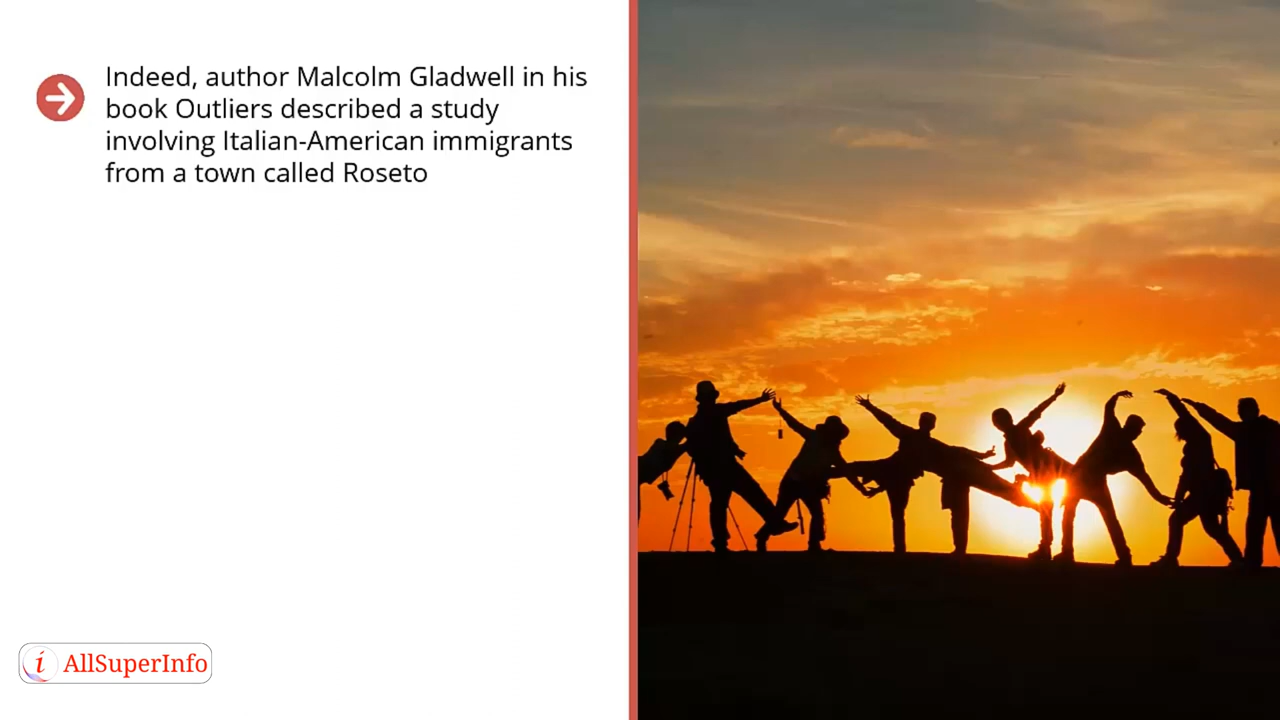 Indeed, author Malcolm Gladwell in his
book Outliers described a study
involving Italian-American immigrants
from a town called Roseto
i AllSuperInfo